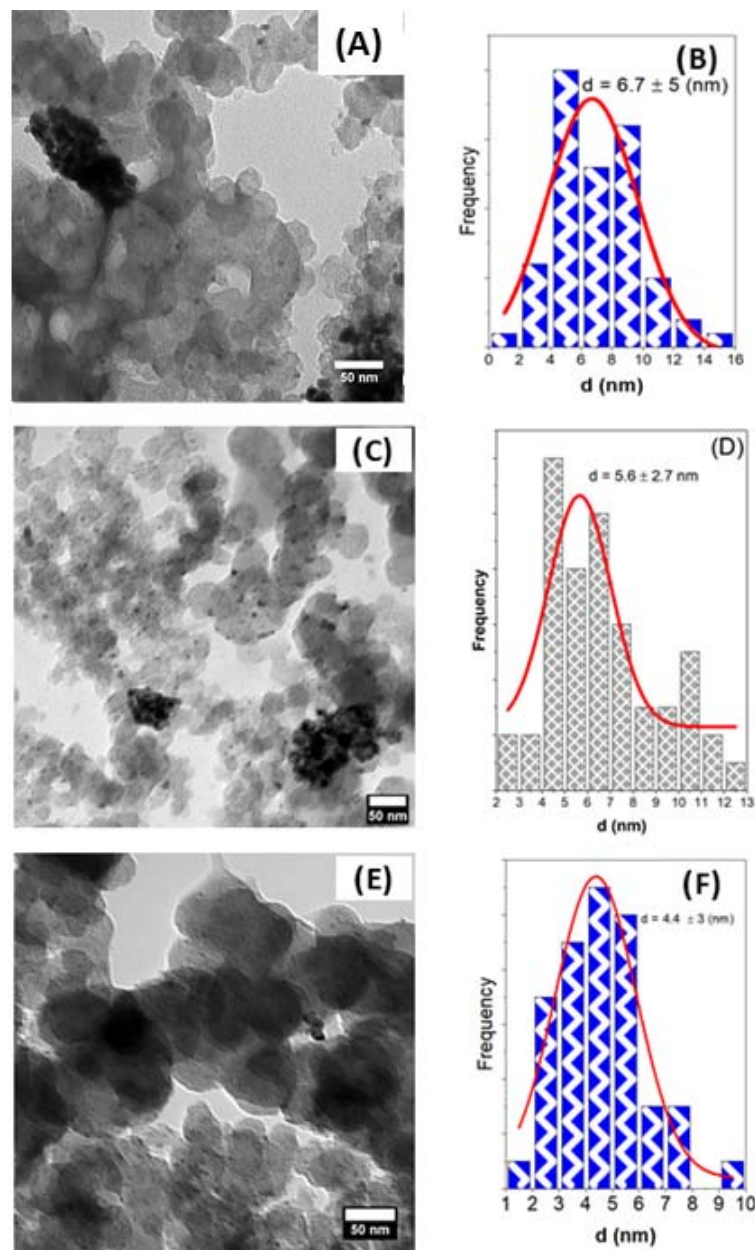 (A)
50 nm
(B)
d = 6.7 ± 5 (nm)
Frequency
0 2 4 6 8 10 12 14 16
d (nm)
(C)
50 nm
(D)
d = 5.6 ± 2.7 nm
Frequency
2 3 4 5 6 7 8 9 10 11 12 13
d (nm)
(E)
50 nm
(F)
d = 4.4 ± 3 (nm)
Frequency
1 2 3 4 5 6 7 8 9 10
d (nm)